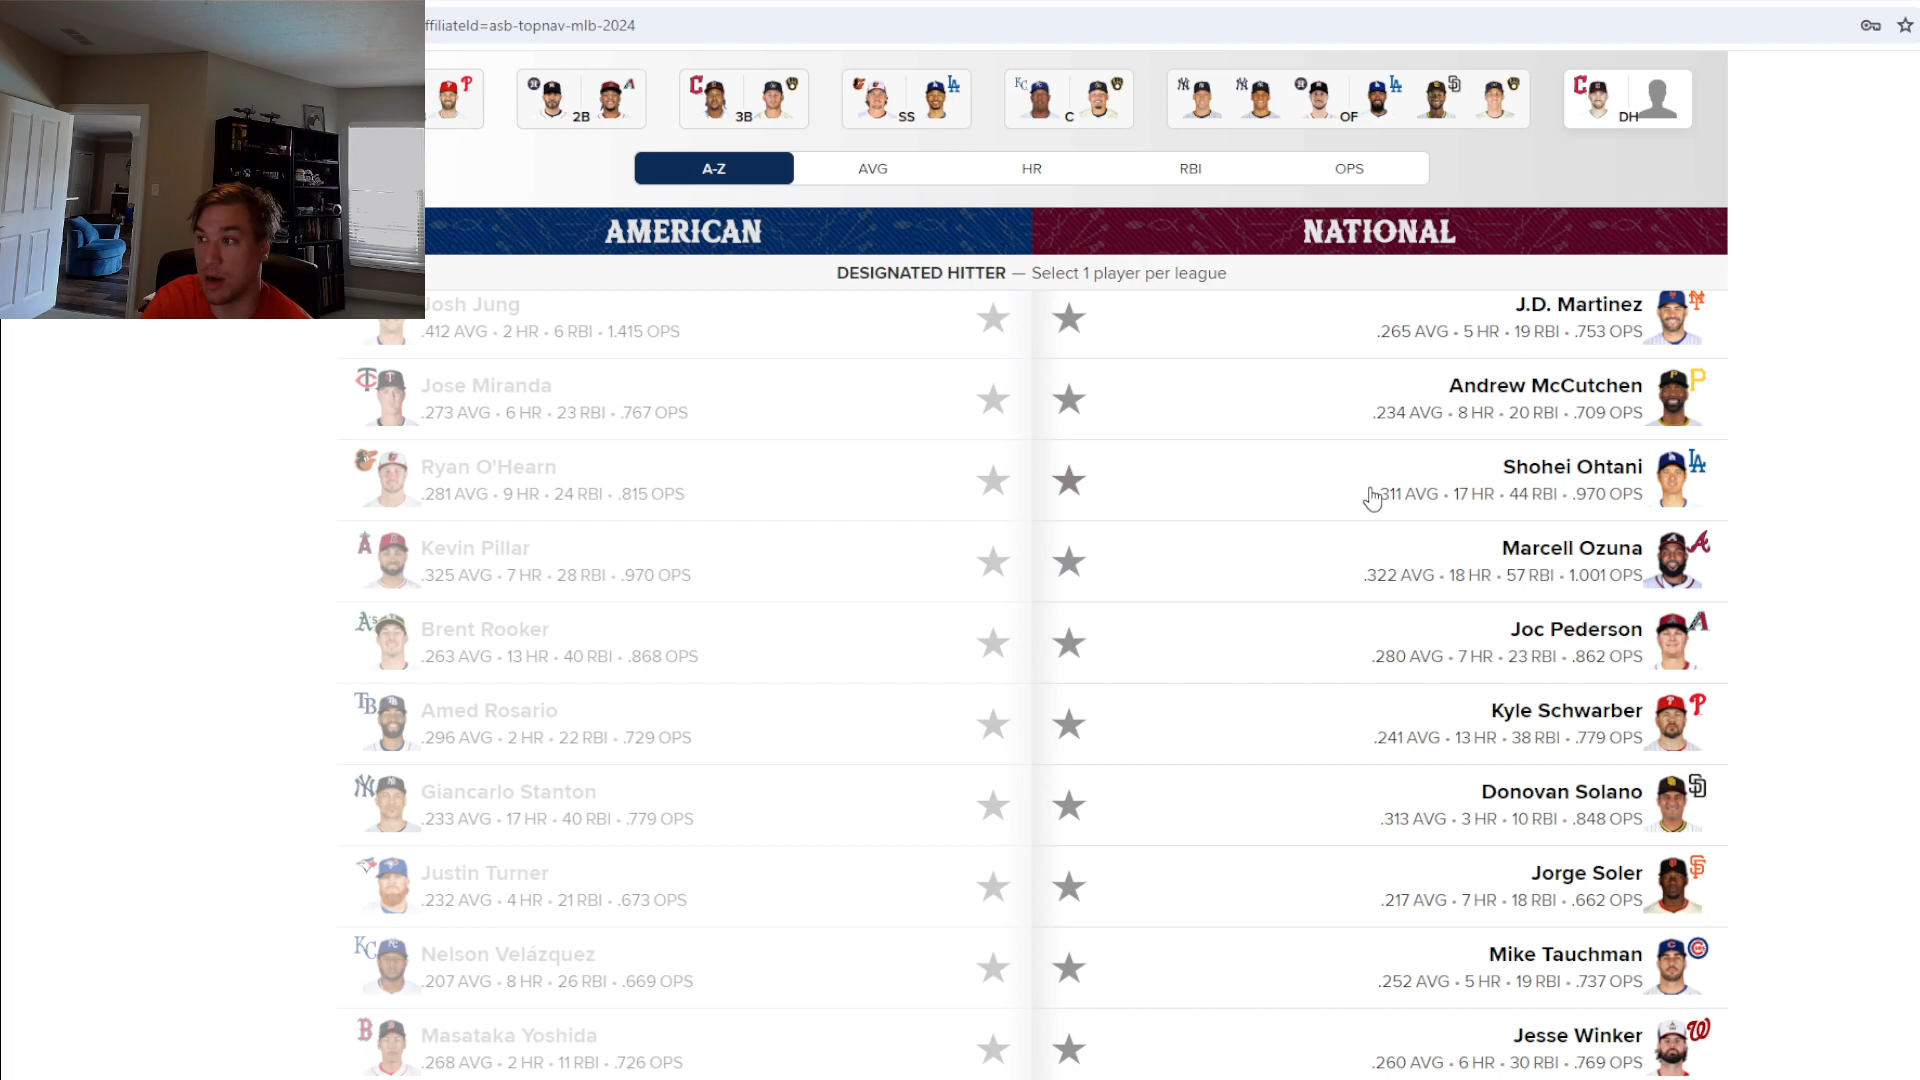 ffiliateId=asb-topnav-mlb-2024
2B
3B
SS
C
OF
DH
A-Z AVG HR RBI OPS
AMERICAN NATIONAL
DESIGNATED HITTER — Select 1 player per league
Josh Jung
.412 AVG • 2 HR • 6 RBI • 1.415 OPS
J.D. Martinez
.265 AVG • 5 HR • 19 RBI • .753 OPS
Jose Miranda
.273 AVG • 6 HR • 23 RBI • .767 OPS
Andrew McCutchen
.234 AVG • 8 HR • 20 RBI • .709 OPS
Ryan O'Hearn
.281 AVG • 9 HR • 24 RBI • .815 OPS
Shohei Ohtani
311 AVG • 17 HR • 44 RBI • .970 OPS
Kevin Pillar
.325 AVG • 7 HR • 28 RBI • .970 OPS
Marcell Ozuna
.322 AVG • 18 HR • 57 RBI • 1.001 OPS
Brent Rooker
.263 AVG • 13 HR • 40 RBI • .868 OPS
Joc Pederson
.280 AVG • 7 HR • 23 RBI • .862 OPS
Amed Rosario
.296 AVG • 2 HR • 22 RBI • .729 OPS
Kyle Schwarber
.241 AVG • 13 HR • 38 RBI • .779 OPS
Giancarlo Stanton
.233 AVG • 17 HR • 40 RBI • .779 OPS
Donovan Solano
.313 AVG • 3 HR • 10 RBI • .848 OPS
Justin Turner
.232 AVG • 4 HR • 21 RBI • .673 OPS
Jorge Soler
.217 AVG • 7 HR • 18 RBI • .662 OPS
Nelson Velázquez
.207 AVG • 8 HR • 26 RBI • .669 OPS
Mike Tauchman
.252 AVG • 5 HR • 19 RBI • .737 OPS
Masataka Yoshida
.268 AVG • 2 HR • 11 RBI • .726 OPS
Jesse Winker
.260 AVG • 6 HR • 30 RBI • .769 OPS